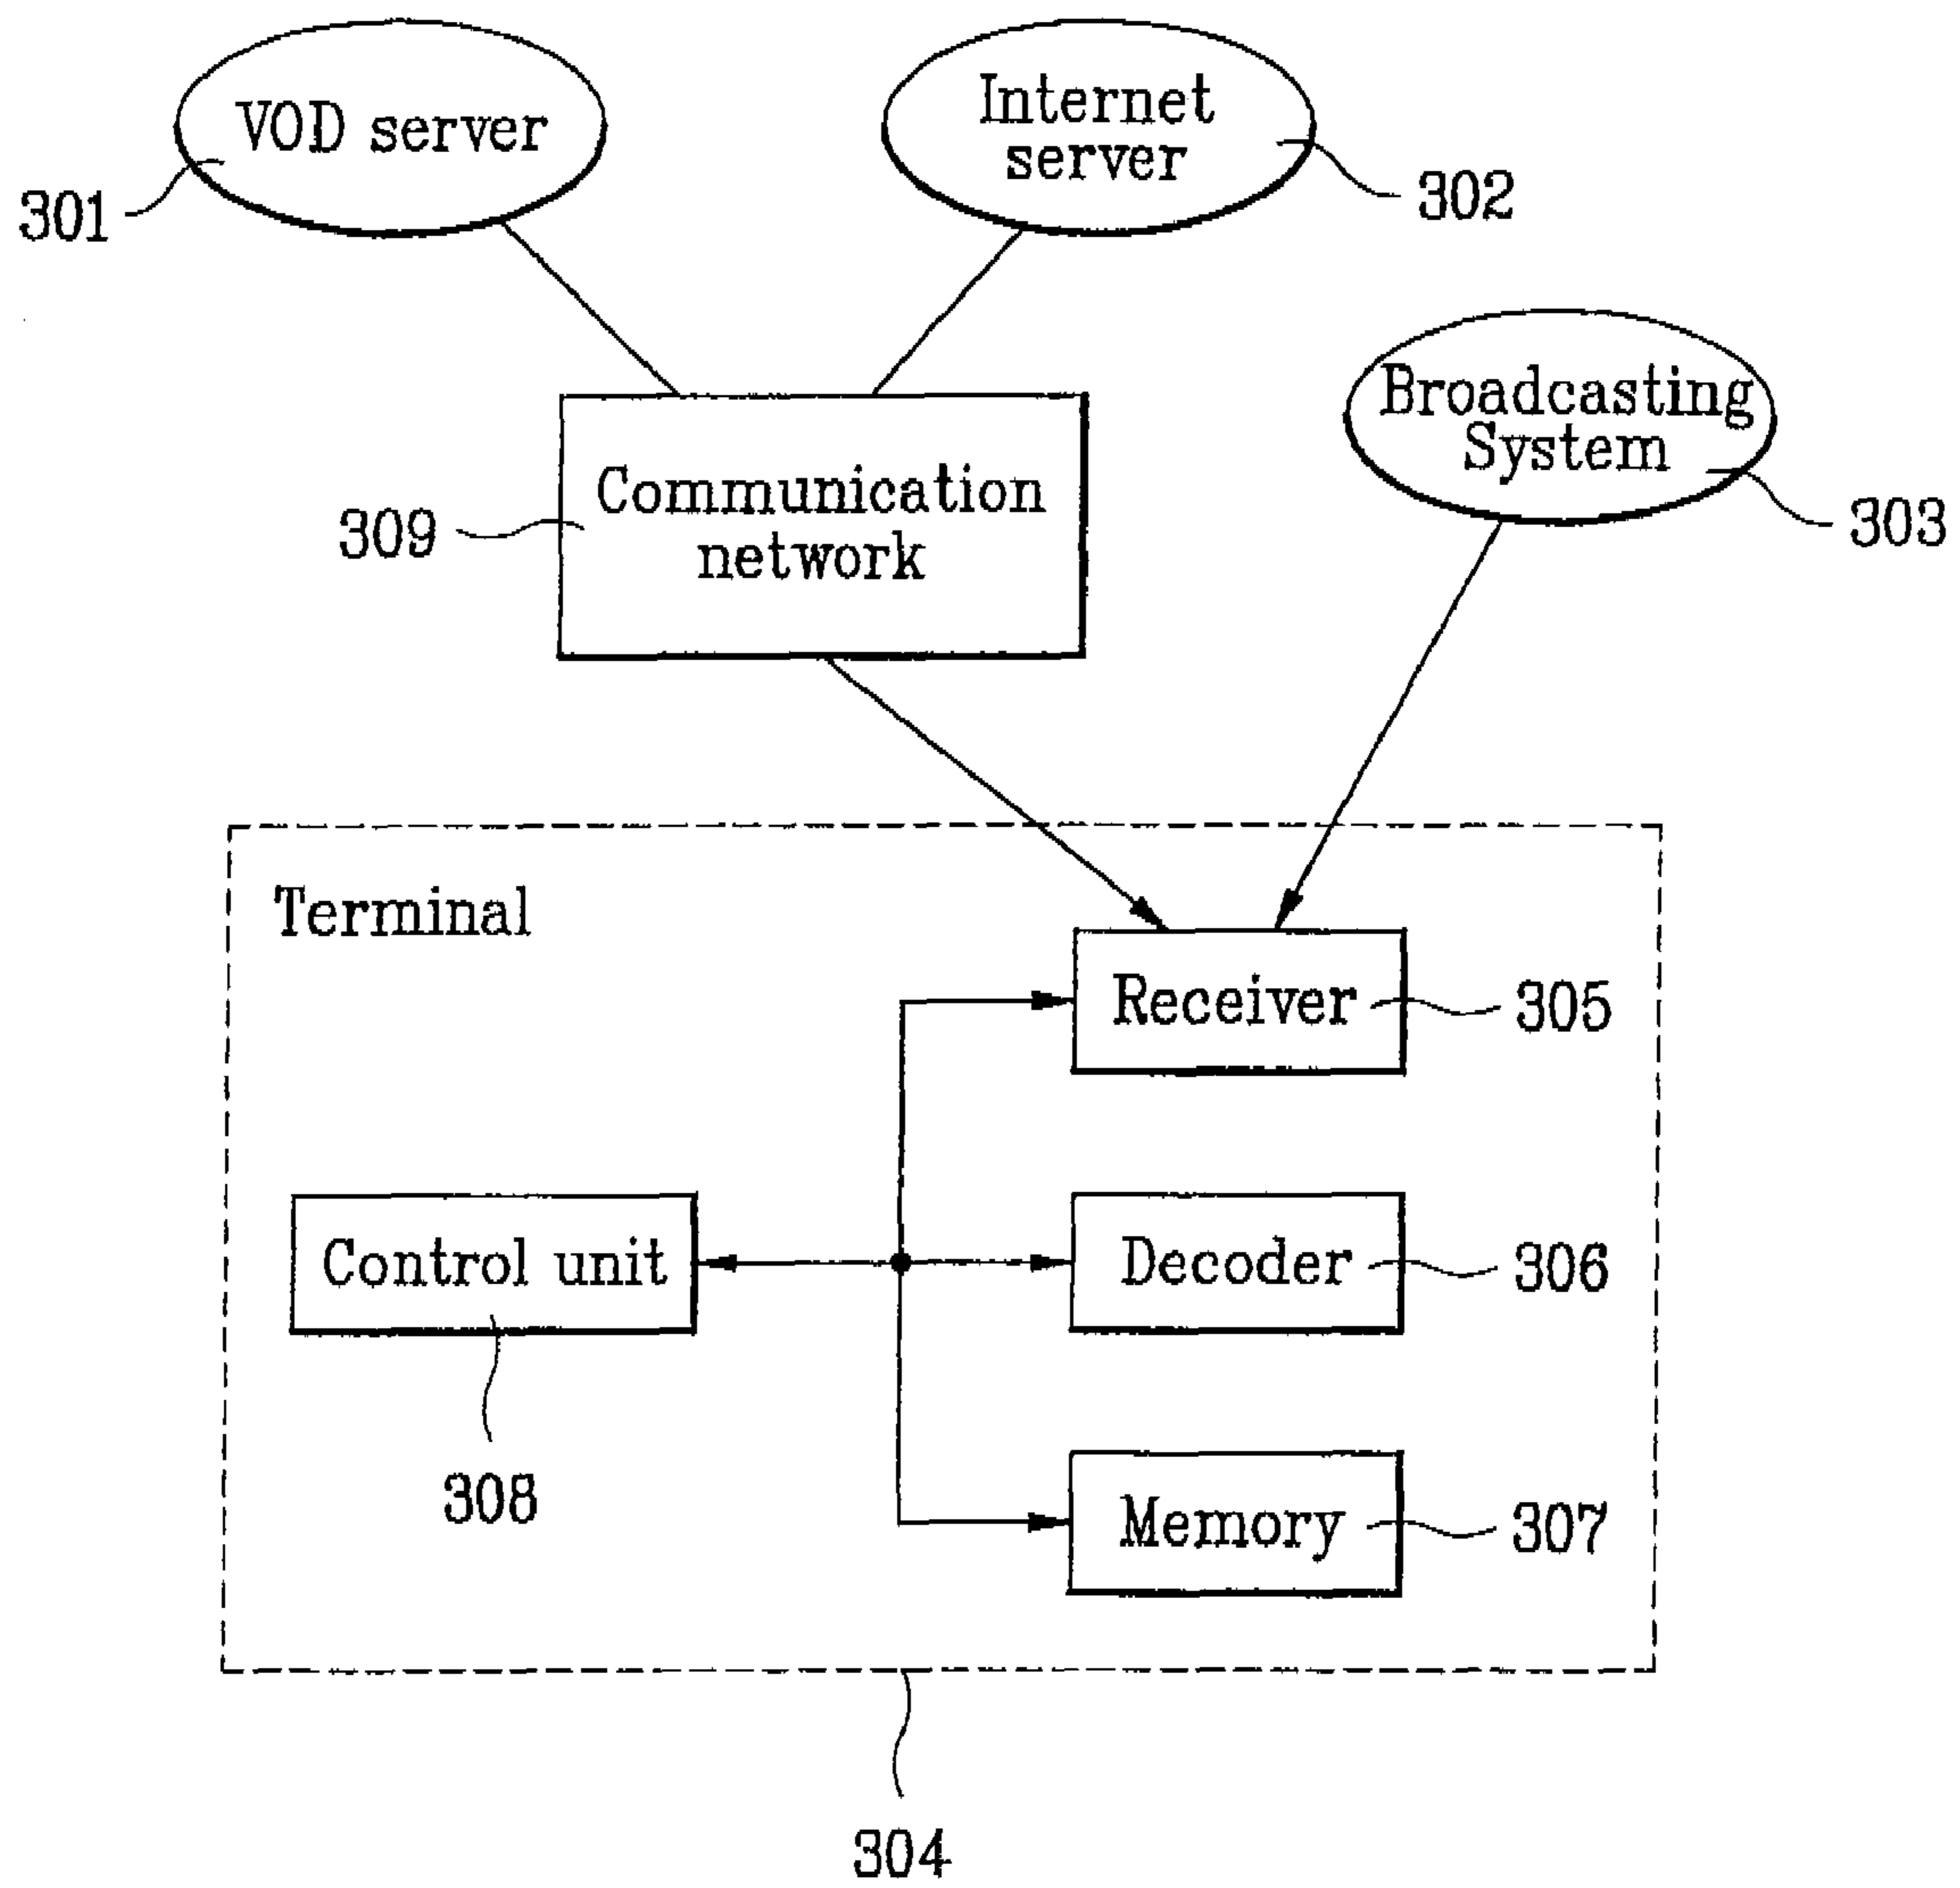 VOD server
301
Internet
server
302
Broadcasting
System
303
Communication
network
309
Terminal
Receiver
305
Control unit
308
Decoder
306
Memory
307
304